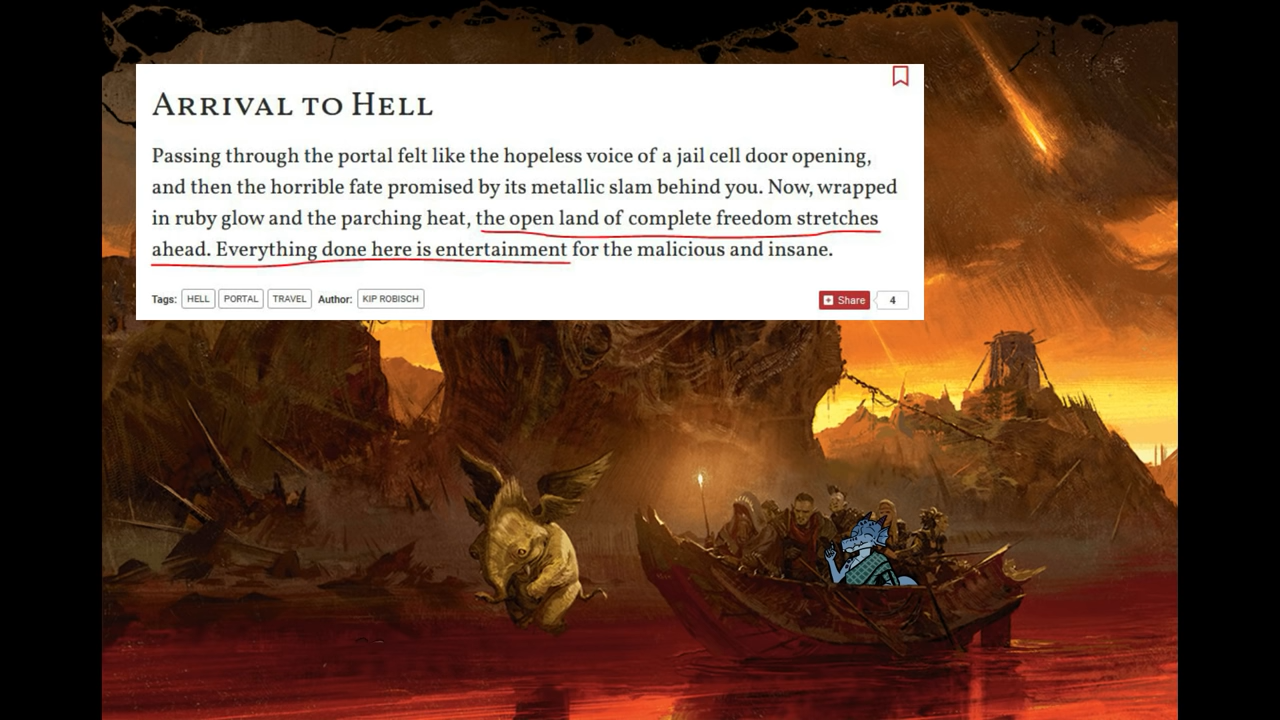 Arrival to Hell
Passing through the portal felt like the hopeless voice of a jail cell door opening,
and then the horrible fate promised by its metallic slam behind you. Now, wrapped
in ruby glow and the parching heat, the open land of complete freedom stretches
ahead. Everything done here is entertainment for the malicious and insane.
Tags: HELL PORTAL TRAVEL Author: KIP ROBISCH Share 4